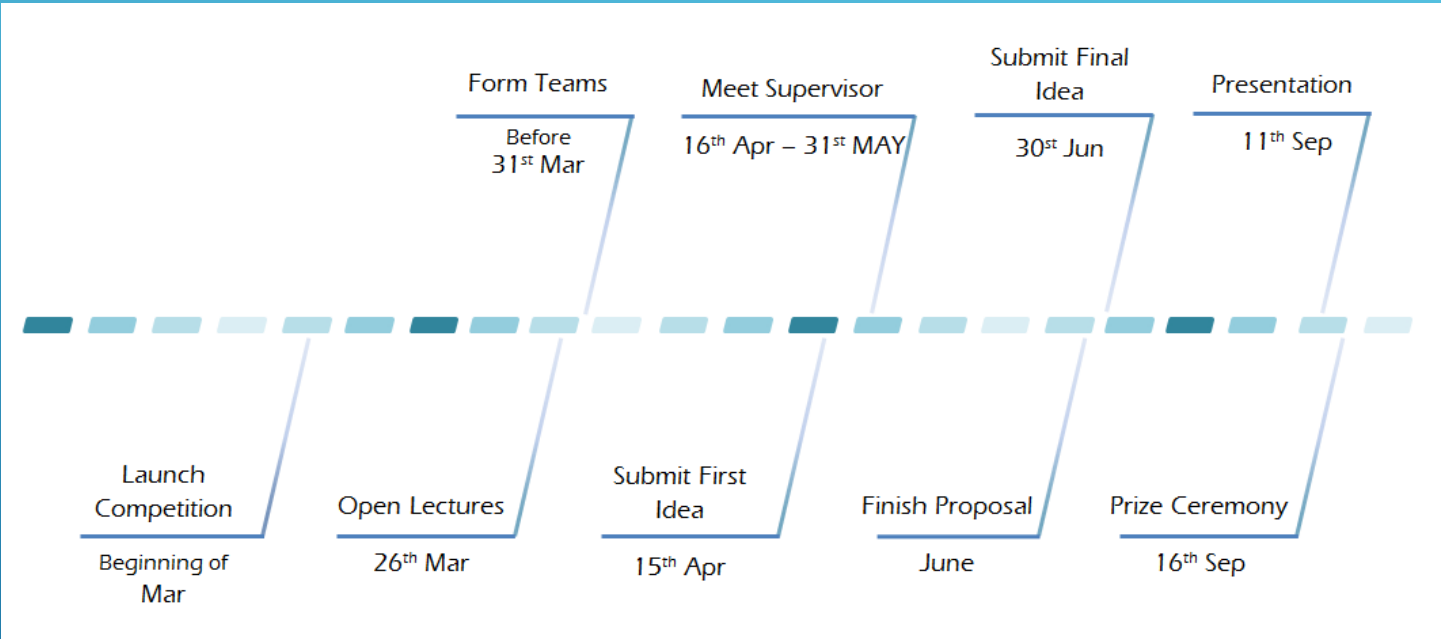 Form Teams
Before
31st Mar
Meet Supervisor
16th Apr – 31st MAY
Submit Final
Idea
30st Jun
Presentation
11th Sep
Launch
Competition
Beginning of
Mar
Open Lectures
26th Mar
Submit First
Idea
15th Apr
Finish Proposal
June
Prize Ceremony
16th Sep